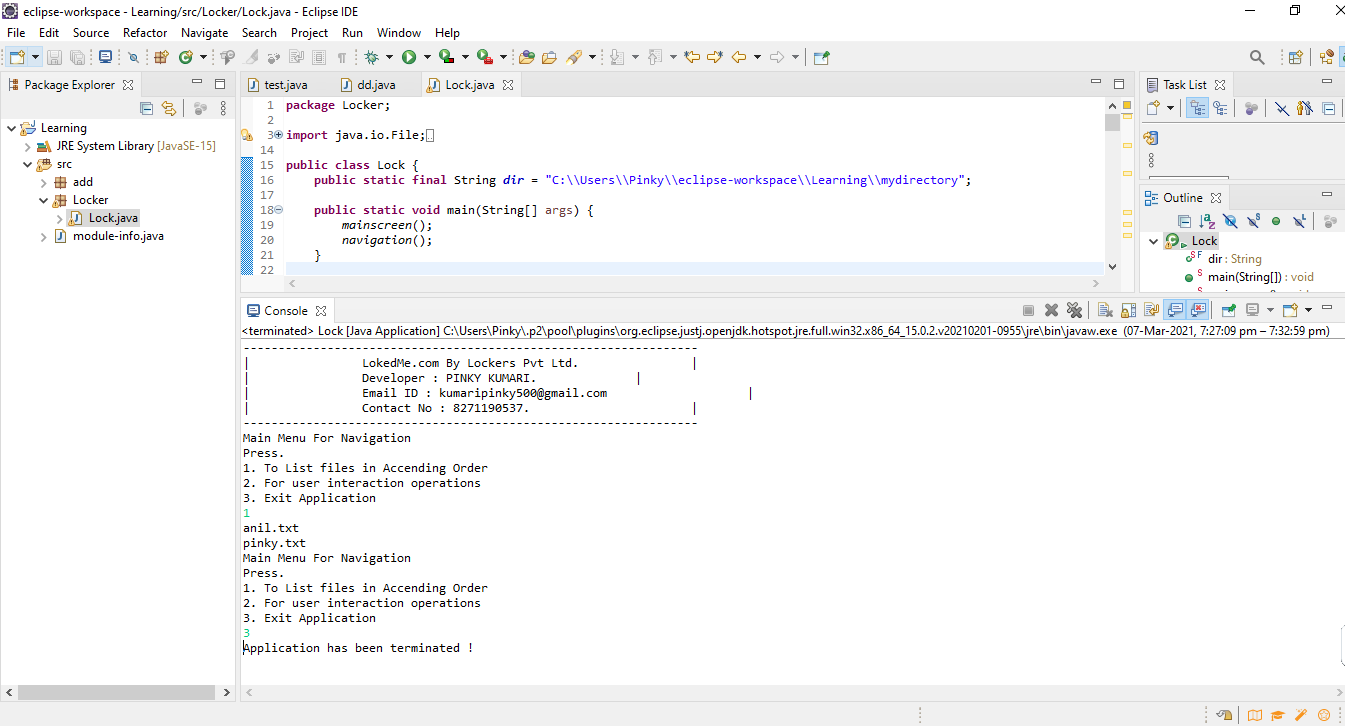 eclipse-workspace - Learning/src/Locker/Lock.java - Eclipse IDE
File Edit Source Refactor Navigate Search Project Run Window Help
Package Explorer
Learning
JRE System Library [JavaSE-15]
src
add
Locker
Lock.java
module-info.java
test.java dd.java Lock.java
1 package Locker;
2
3 import java.io.File;
14
15 public class Lock {
16 public static final String dir = "C:\\Users\\Pinky\\eclipse-workspace\\Learning\\mydirectory";
17
18 public static void main(String[] args) {
19 mainscreen();
20 navigation();
21 }
22
Task List
Outline
Lock
dir : String
main(String[]) : void
Console
<terminated> Lock [Java Application] C:\Users\Pinky\.p2\pool\plugins\org.eclipse.justj.openjdk.hotspot.jre.full.win32.x86_64_15.0.2.v20210201-0955\jre\bin\javaw.exe (07-Mar-2021, 7:27:09 pm – 7:32:59 pm)
-----------------------------------------------------------------
| LokedMe.com By Lockers Pvt Ltd. |
| Developer : PINKY KUMARI. |
| Email ID : kumaripinky500@gmail.com |
| Contact No : 8271190537. |
-----------------------------------------------------------------
Main Menu For Navigation
Press.
1. To List files in Accending Order
2. For user interaction operations
3. Exit Application
1
anil.txt
pinky.txt
Main Menu For Navigation
Press.
1. To List files in Accending Order
2. For user interaction operations
3. Exit Application
3
Application has been terminated !